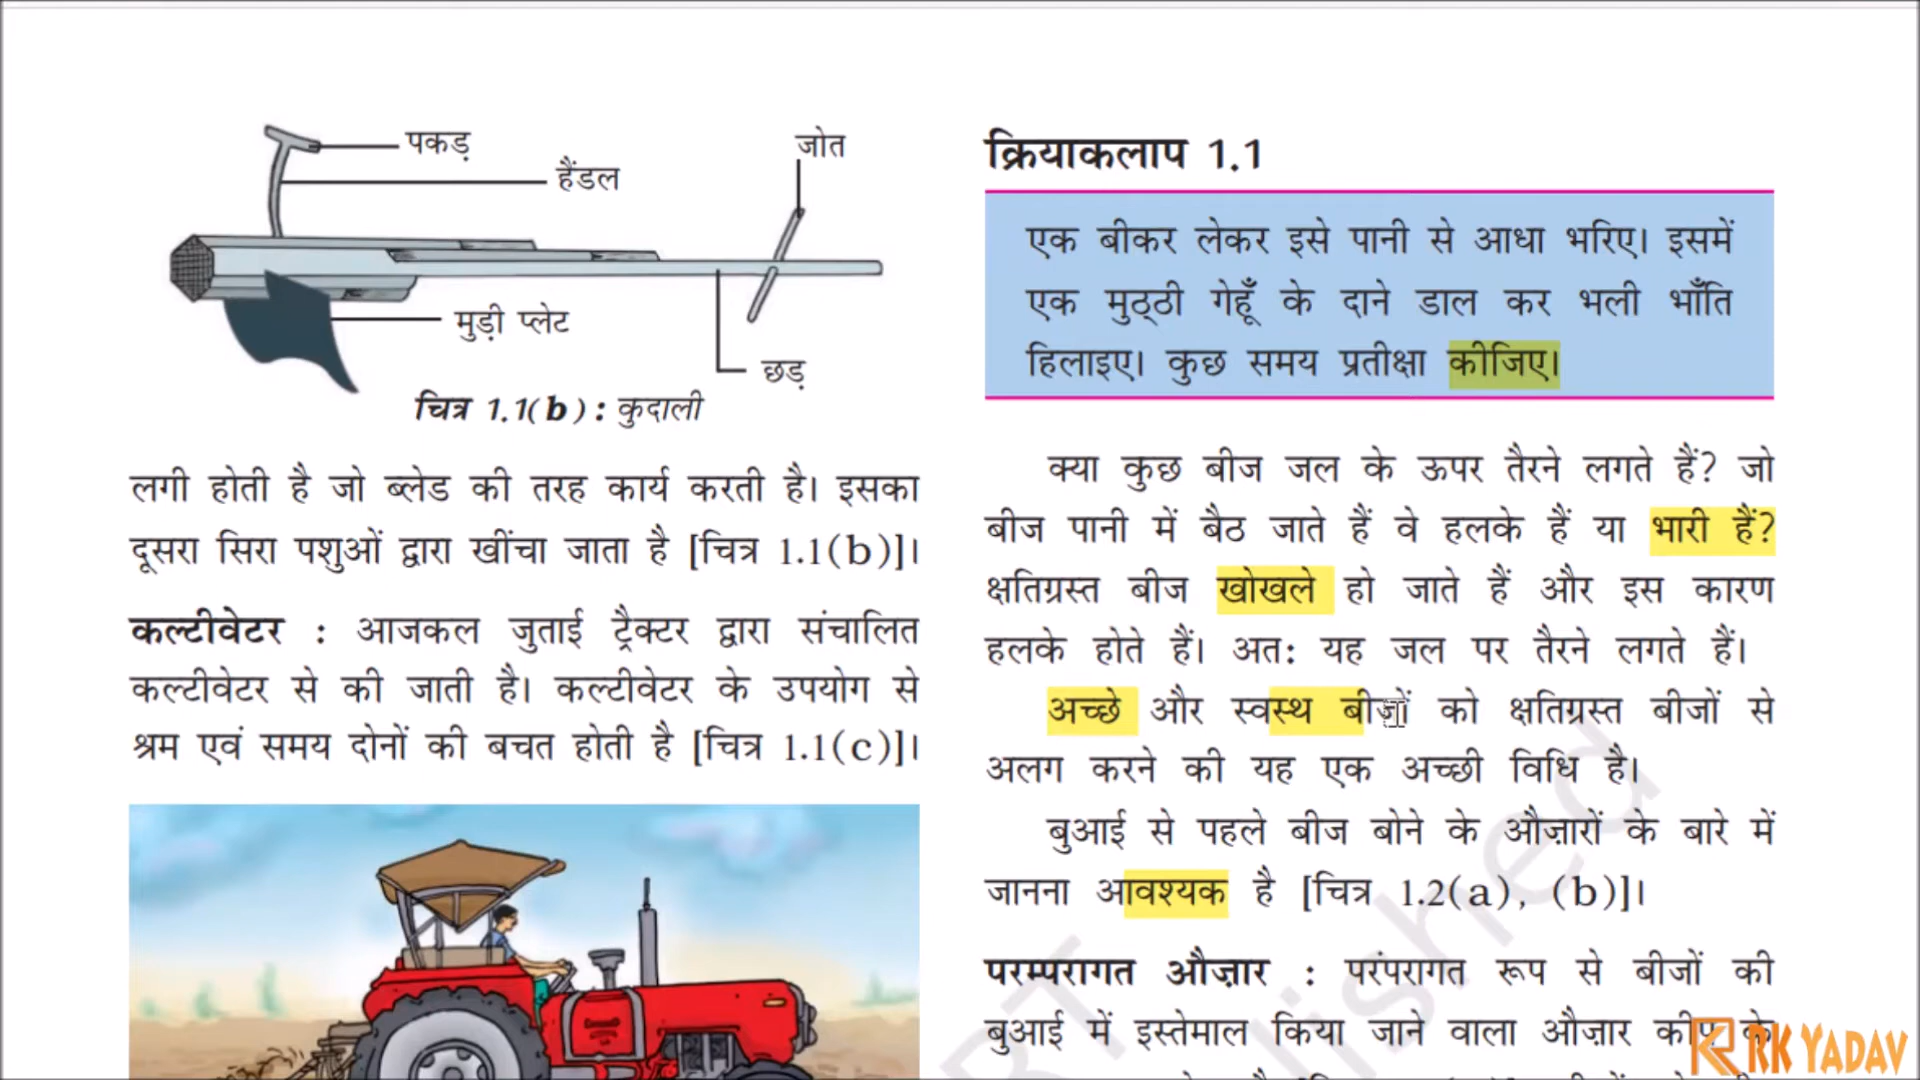 पकड़
हैंडल
जोत
मुड़ी प्लेट
छड़
चित्र 1.1(b) : कुदाली
लगी होती है जो ब्लेड की तरह कार्य करती है। इसका
दूसरा सिरा पशुओं द्वारा खींचा जाता है [चित्र 1.1(b)]।
कल्टीवेटर : आजकल जुताई ट्रैक्टर द्वारा संचालित
कल्टीवेटर से की जाती है। कल्टीवेटर के उपयोग से
श्रम एवं समय दोनों की बचत होती है [चित्र 1.1(c)]।
क्रियाकलाप 1.1
एक बीकर लेकर इसे पानी से आधा भरिए। इसमें
एक मुठ्ठी गेहूँ के दाने डाल कर भली भाँति
हिलाइए। कुछ समय प्रतीक्षा कीजिए।
क्या कुछ बीज जल के ऊपर तैरने लगते हैं? जो
बीज पानी में बैठ जाते हैं वे हलके हैं या भारी हैं?
क्षतिग्रस्त बीज खोखले हो जाते हैं और इस कारण
हलके होते हैं। अत: यह जल पर तैरने लगते हैं।
अच्छे और स्वस्थ बीजों को क्षतिग्रस्त बीजों से
अलग करने की यह एक अच्छी विधि है।
बुआई से पहले बीज बोने के औज़ारों के बारे में
जानना आवश्यक है [चित्र 1.2(a), (b)]।
परम्परागत औज़ार : परंपरागत रूप से बीजों की
बुआई में इस्तेमाल किया जाने वाला औज़ार कीप के
RK YADAV